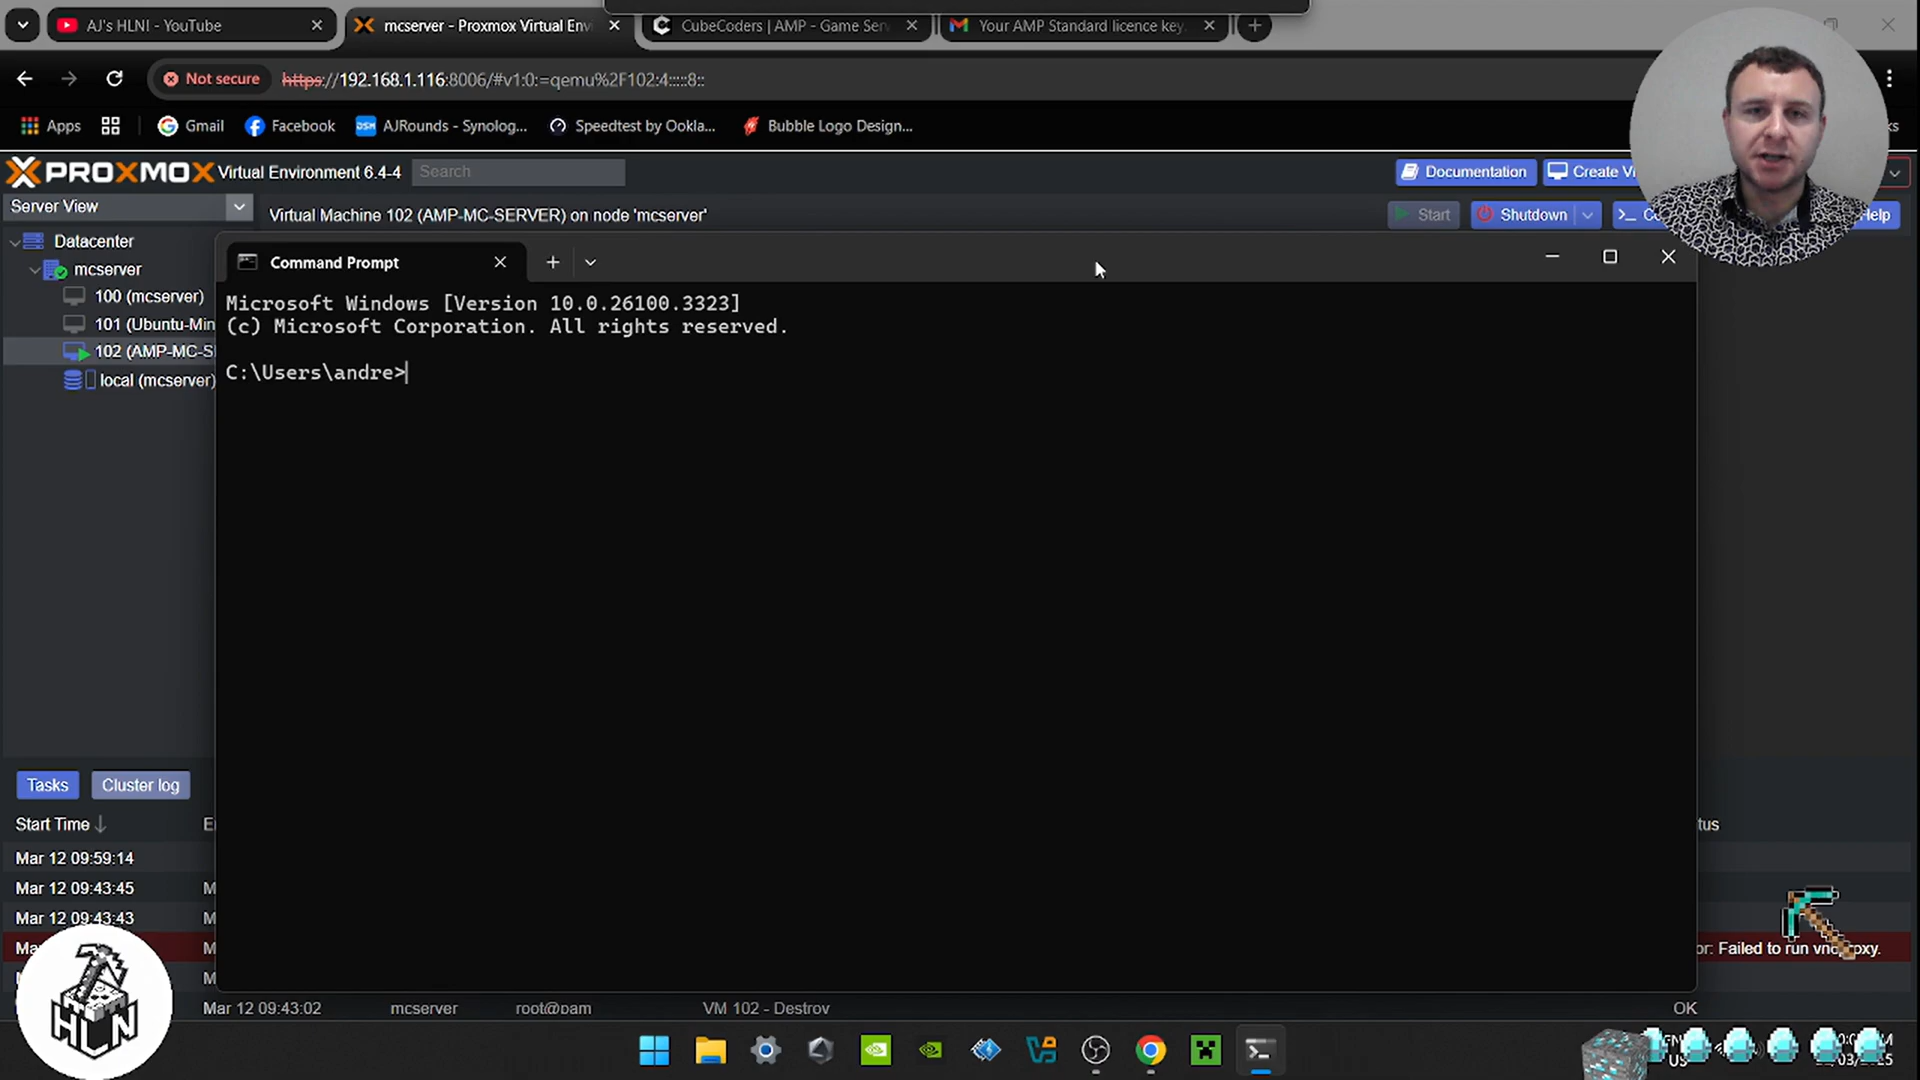 AJ's HLNI - YouTube
mcserver - Proxmox Virtual Envi
CubeCoders | AMP - Game Serv
Your AMP Standard licence key.
Not secure
https://192.168.1.116:8006/#v1:0:=qemu%2F102:4:::::8::
Apps
Gmail
Facebook
DSM
AJRounds - Synolog...
Speedtest by Ookla...
Bubble Logo Design...
PROXMOX Virtual Environment 6.4-4
Search
Documentation
Create
Server View
Virtual Machine 102 (AMP-MC-SERVER) on node 'mcserver'
Start
Shutdown
Help
Datacenter
mcserver
100 (mcserver)
101 (Ubuntu-Min
102 (AMP-MC-S
local (mcserver)
Command Prompt
Microsoft Windows [Version 10.0.26100.3323]
(c) Microsoft Corporation. All rights reserved.
C:\Users\andre>
Tasks
Cluster log
Start Time
tus
Mar 12 09:59:14
Mar 12 09:43:45
Mar 12 09:43:43
Failed to run
Mar 12 09:43:02
mcserver
root@pam
VM 102 - Destroy
OK
HLN